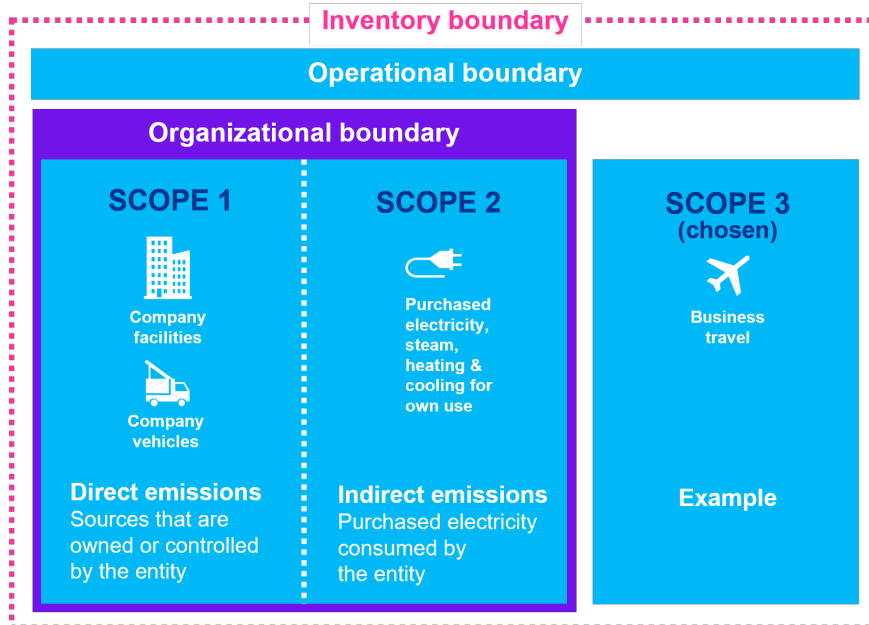 Inventory boundary
Operational boundary
Organizational boundary
SCOPE 1
Company
facilities
Company
vehicles
Direct emissions
Sources that are
owned or controlled
by the entity
SCOPE 2
Purchased
electricity,
steam,
heating &
cooling for
own use
Indirect emissions
Purchased electricity
consumed by
the entity
SCOPE 3
(chosen)
Business
travel
Example